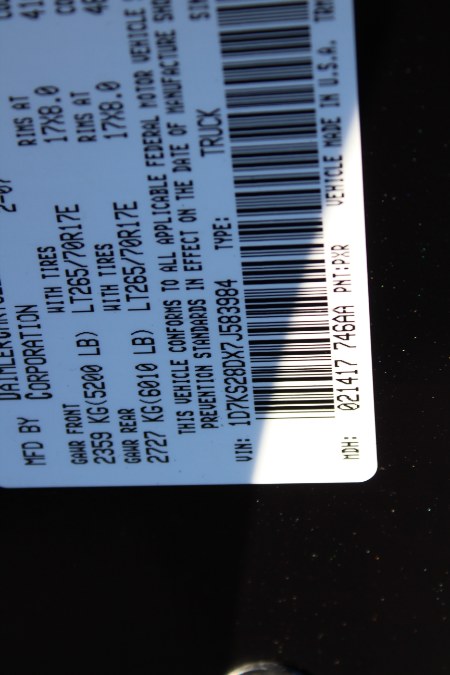 MFD BY CORPORATION
GAWR FRONT WITH TIRES RIMS AT
2359 KG(5200 LB) LT265/70R17E 17X8.0
GAWR REAR WITH TIRES RIMS AT
2727 KG(6010 LB) LT265/70R17E 17X8.0
THIS VEHICLE CONFORMS TO ALL APPLICABLE FEDERAL MOTOR VEHICLE
PREVENTION STANDARDS IN EFFECT ON THE DATE OF MANUFACTURE
VIN: 1D7KS28DX7J583984 TYPE: TRUCK
MDH: 021417 746AA PNT:PXR VEHICLE MADE IN U.S.A.